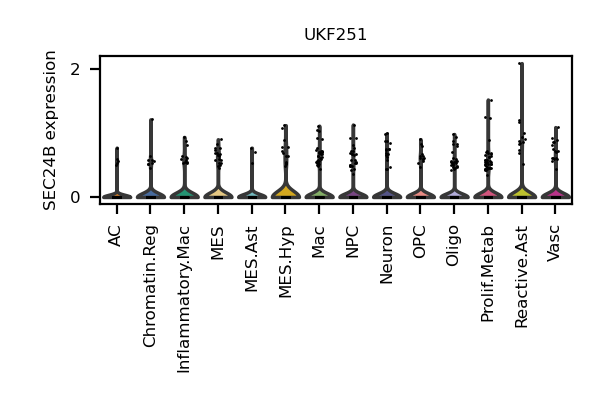 UKF251
SEC24B expression
2
0
AC
Chromatin.Reg
Inflammatory.Mac
MES
MES.Ast
MES.Hyp
Mac
NPC
Neuron
OPC
Oligo
Prolif.Metab
Reactive.Ast
Vasc